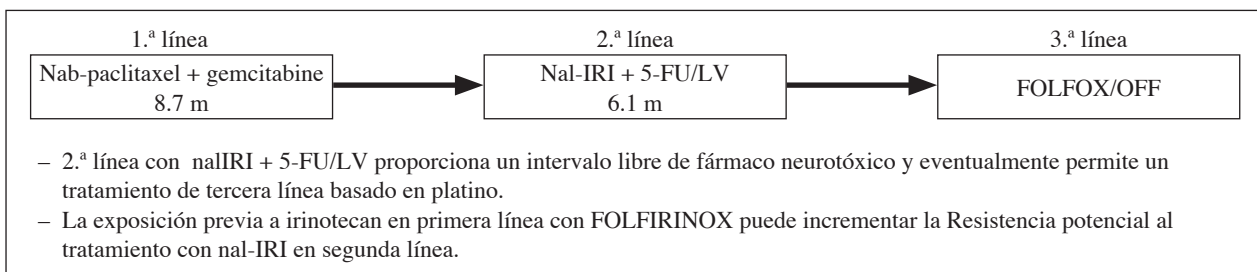 1.ª línea
2.ª línea
3.ª línea
Nab-paclitaxel + gemcitabine
8.7 m
Nal-IRI + 5-FU/LV
6.1 m
FOLFOX/OFF
– 2.ª línea con nalIRI + 5-FU/LV proporciona un intervalo libre de fármaco neurotóxico y eventualmente permite un
tratamiento de tercera línea basado en platino.
– La exposición previa a irinotecan en primera línea con FOLFIRINOX puede incrementar la Resistencia potencial al
tratamiento con nal-IRI en segunda línea.